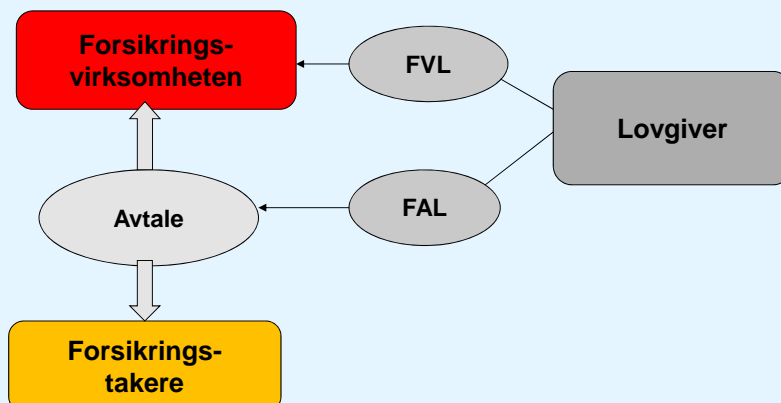 Forsikrings-
virksomheten
FVL
Lovgiver
Avtale
FAL
Forsikrings-
takere